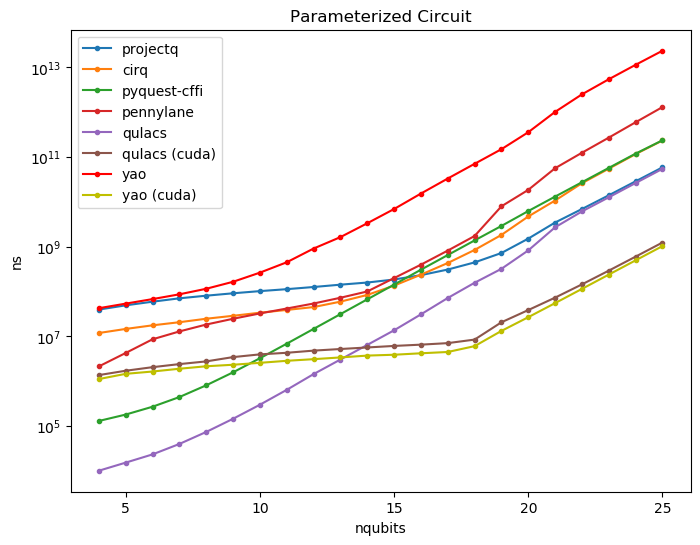 Parameterized Circuit
projectq
cirq
pyquest-cffi
pennylane
qulacs
qulacs (cuda)
yao
yao (cuda)
ns
10^13
10^11
10^9
10^7
10^5
5 10 15 20 25
nqubits